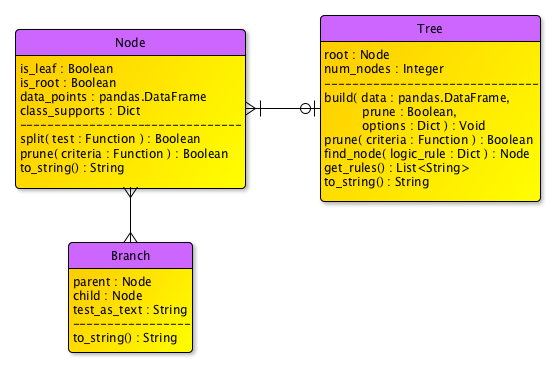 Node
is_leaf : Boolean
is_root : Boolean
data_points : pandas.DataFrame
class_supports : Dict
split( test : Function ) : Boolean
prune( criteria : Function ) : Boolean
to_string() : String
Tree
root : Node
num_nodes : Integer
build( data : pandas.DataFrame,
prune : Boolean,
options : Dict ) : Void
prune( criteria : Function ) : Boolean
find_node( logic_rule : Dict ) : Node
get_rules() : List<String>
to_string() : String
Branch
parent : Node
child : Node
test_as_text : String
to_string() : String